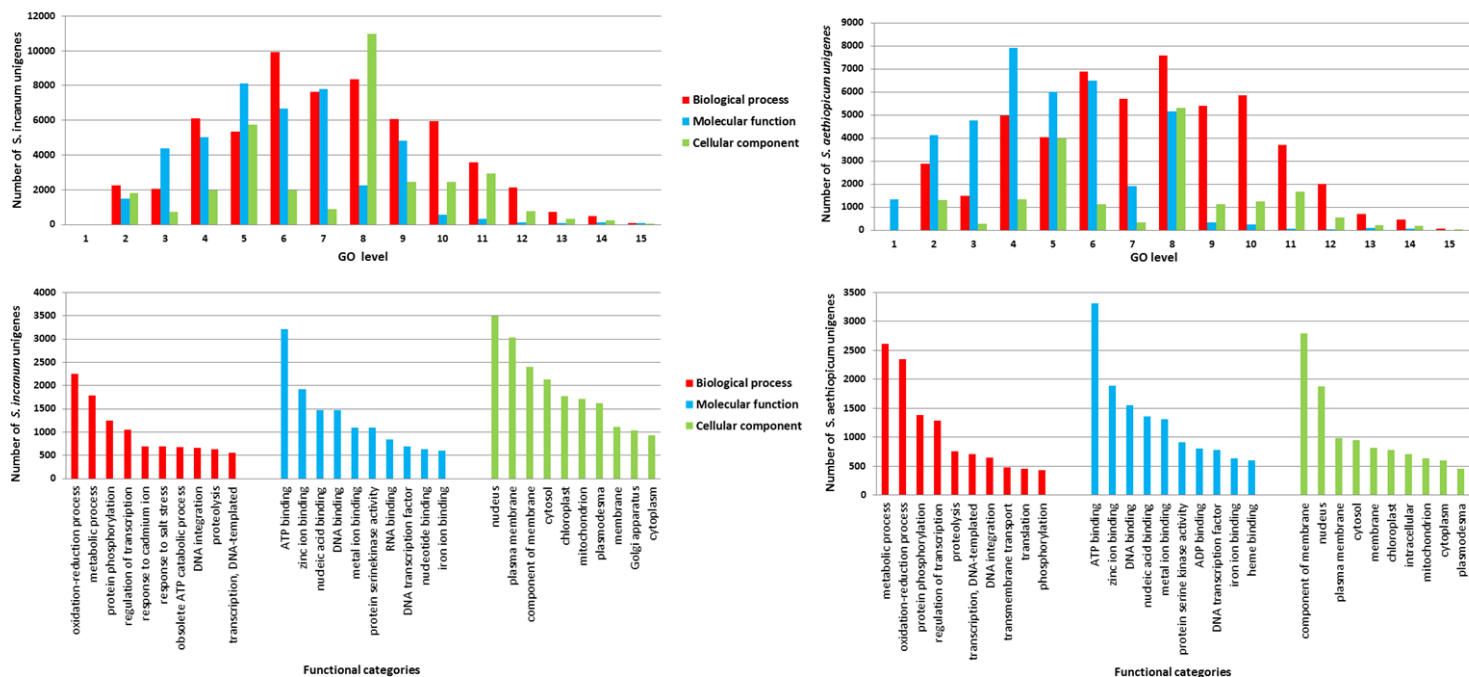 Number of S. incanum unigenes
12000
10000
8000
6000
4000
2000
0
1 2 3 4 5 6 7 8 9 10 11 12 13 14 15
GO level
Biological process
Molecular function
Cellular component
Number of S. aethiopicum unigenes
9000
8000
7000
6000
5000
4000
3000
2000
1000
0
1 2 3 4 5 6 7 8 9 10 11 12 13 14 15
GO level
Number of S. incanum unigenes
4000
3500
3000
2500
2000
1500
1000
500
0
oxidation-reduction process
metabolic process
protein phosphorylation
regulation of transcription
response to cadmium ion
response to salt stress
obsolete ATP catabolic process
DNA integration
proteolysis
transcription, DNA-templated
ATP binding
zinc ion binding
nudeic acid binding
DNA binding
metal ion binding
protein serinekinase activity
RNA binding
DNA transcription factor
nudeotide binding
iron ion binding
nucleus
plasma membrane
component of membrane
cytosol
chloroplast
mitochondrion
plasmodesma
membrane
Golgi apparatus
cytoplasm
Functional categories
Biological process
Molecular function
Cellular component
Number of S. aethiopicum unigenes
3500
3000
2500
2000
1500
1000
500
0
metabolic process
oxidation-reduction process
protein phosphorylation
regulation of transcription
proteolysis
transcription, DNA-templated
DNA integration
transmembrane transport
translation
phosphorylation
ATP binding
zinc ion binding
DNA binding
nudeic acid binding
metal ion binding
protein serine kinase activity
ADP binding
DNA transcription factor
iron ion binding
heme binding
component of membrane
nucleus
plasma membrane
cytosol
membrane
chloroplast
intracellular
mitochondrion
cytoplasm
plasmodesma
Functional categories